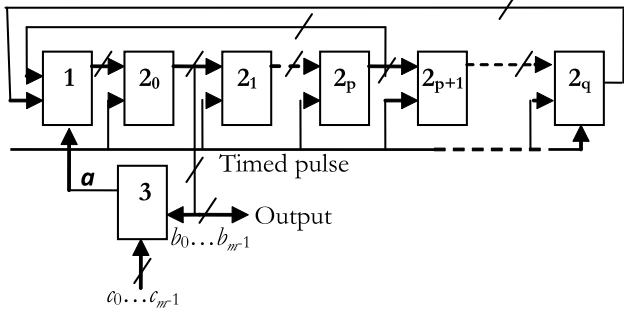 1 2₀ 2₁ 2ₚ 2ₚ₊₁ 2q
Timed pulse
a
3
Output
b₀…bₘ₋₁
c₀…cₘ₋₁